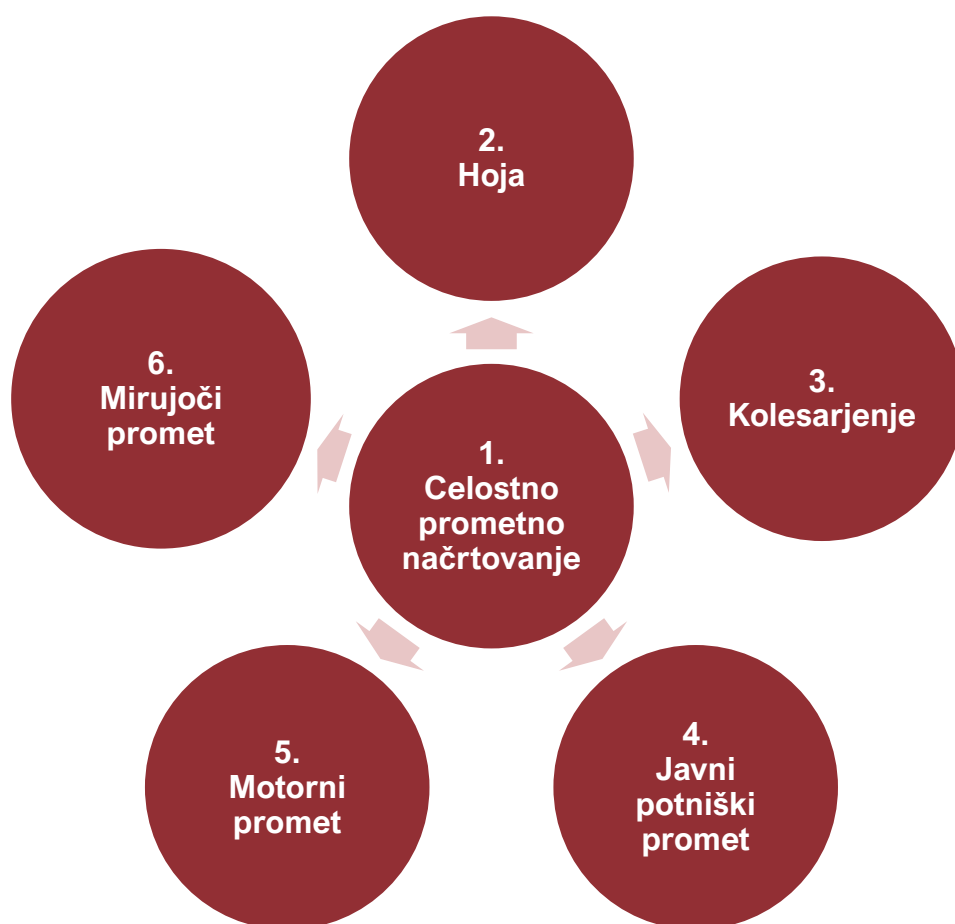 1.
Celostno
prometno
načrtovanje
2.
Hoja
3.
Kolesarjenje
4.
Javni
potniški
promet
5.
Motorni
promet
6.
Mirujoči
promet